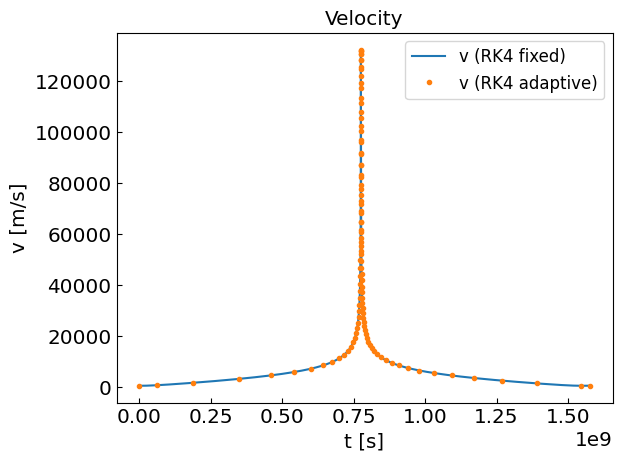 Velocity
v (RK4 fixed)
v (RK4 adaptive)
v [m/s]
120000
100000
80000
60000
40000
20000
0
0.00 0.25 0.50 0.75 1.00 1.25 1.50
1e9
t [s]